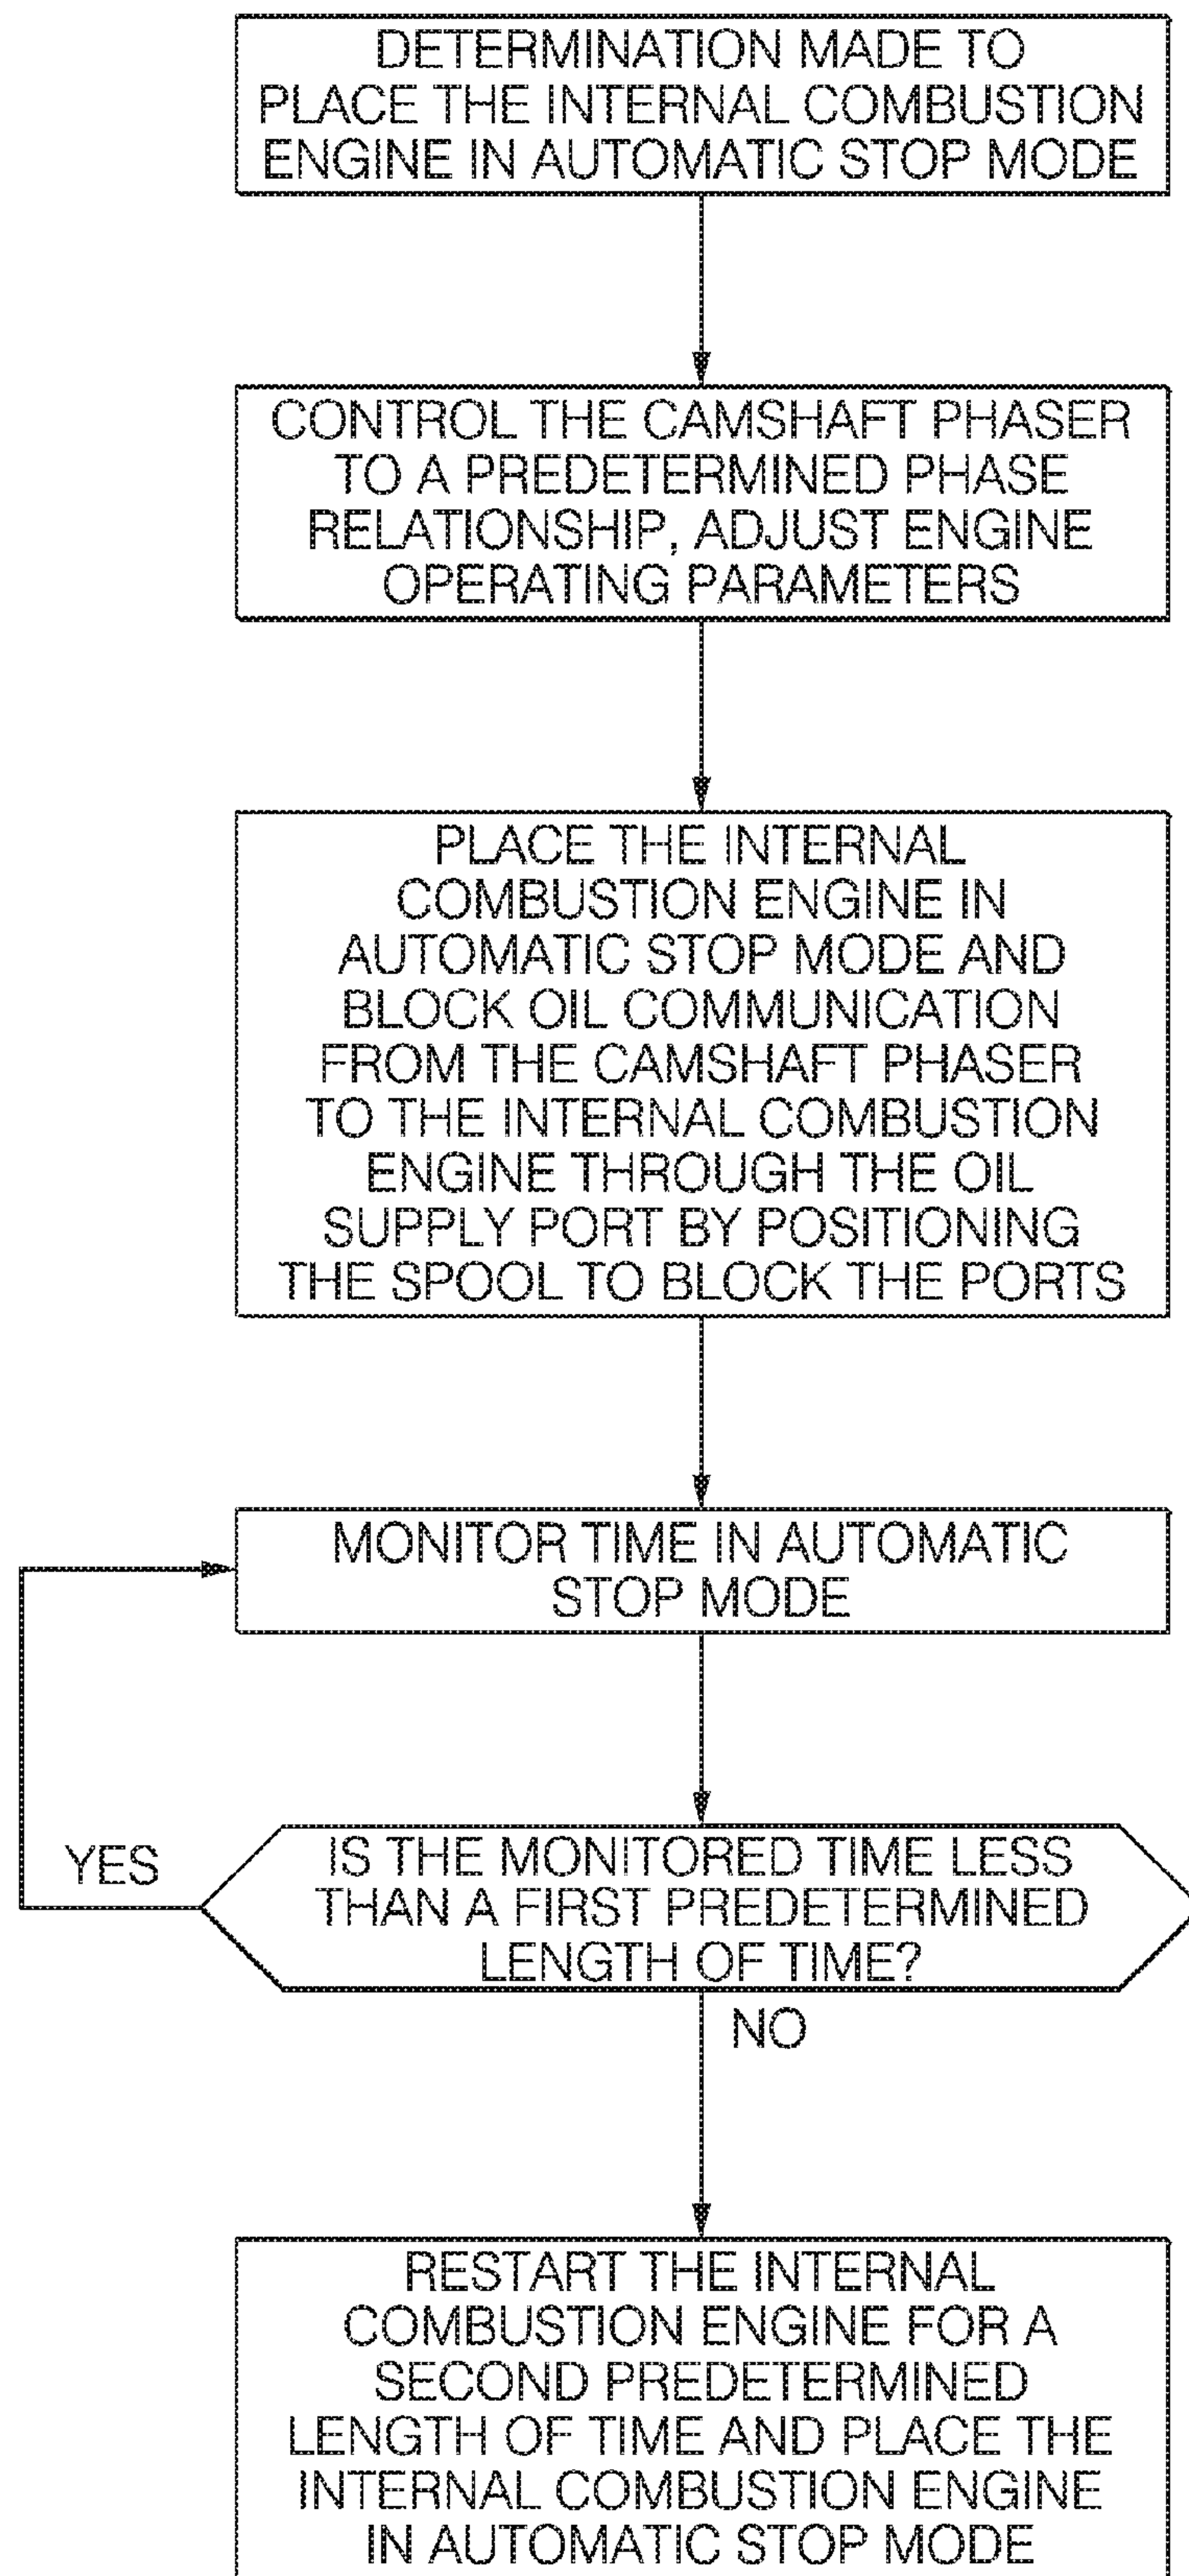 DETERMINATION MADE TO
PLACE THE INTERNAL COMBUSTION
ENGINE IN AUTOMATIC STOP MODE
CONTROL THE CAMSHAFT PHASER
TO A PREDETERMINED PHASE
RELATIONSHIP, ADJUST ENGINE
OPERATING PARAMETERS
PLACE THE INTERNAL
COMBUSTION ENGINE IN
AUTOMATIC STOP MODE AND
BLOCK OIL COMMUNICATION
FROM THE CAMSHAFT PHASER
TO THE INTERNAL COMBUSTION
ENGINE THROUGH THE OIL
SUPPLY PORT BY POSITIONING
THE SPOOL TO BLOCK THE PORTS
MONITOR TIME IN AUTOMATIC
STOP MODE
YES
IS THE MONITORED TIME LESS
THAN A FIRST PREDETERMINED
LENGTH OF TIME?
NO
RESTART THE INTERNAL
COMBUSTION ENGINE FOR A
SECOND PREDETERMINED
LENGTH OF TIME AND PLACE THE
INTERNAL COMBUSTION ENGINE
IN AUTOMATIC STOP MODE